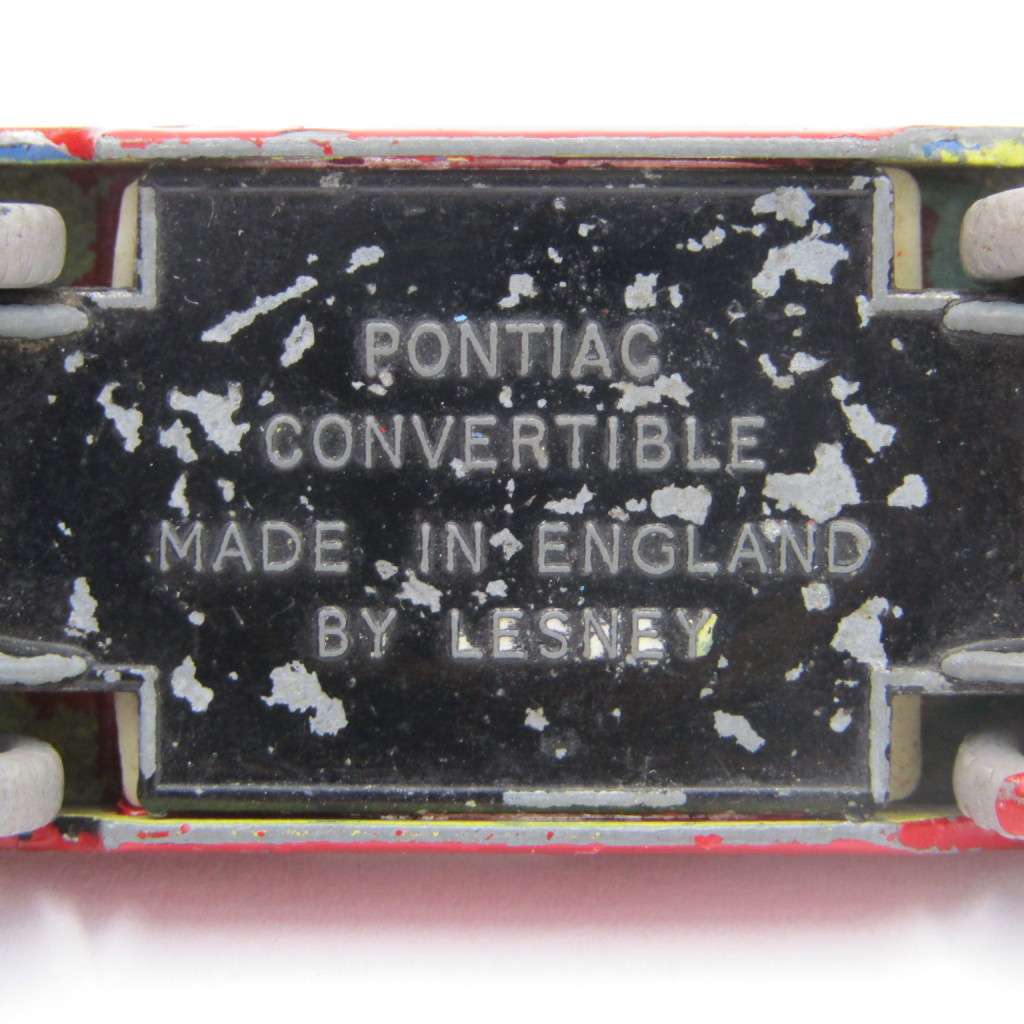 PONTIAC
CONVERTIBLE
MADE IN ENGLAND
BY LESNEY